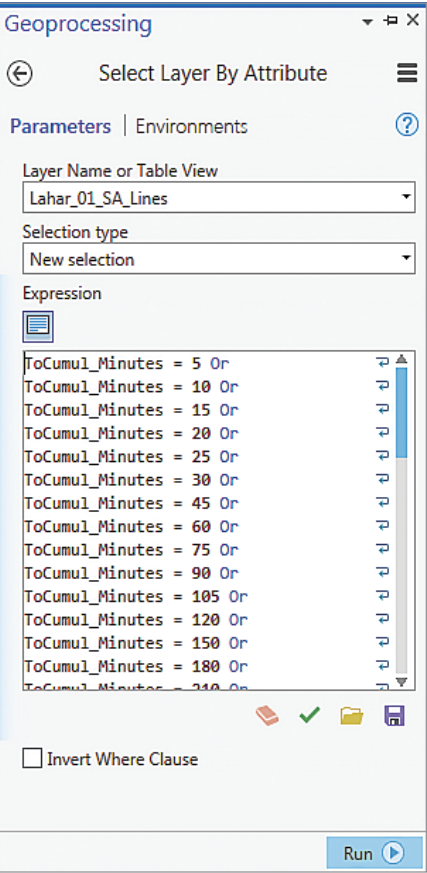 Geoprocessing
Select Layer By Attribute
Parameters | Environments
Layer Name or Table View
Lahar_01_SA_Lines
Selection type
New selection
Expression
ToCumul_Minutes = 5 Or
ToCumul_Minutes = 10 Or
ToCumul_Minutes = 15 Or
ToCumul_Minutes = 20 Or
ToCumul_Minutes = 25 Or
ToCumul_Minutes = 30 Or
ToCumul_Minutes = 45 Or
ToCumul_Minutes = 60 Or
ToCumul_Minutes = 75 Or
ToCumul_Minutes = 90 Or
ToCumul_Minutes = 105 Or
ToCumul_Minutes = 120 Or
ToCumul_Minutes = 150 Or
ToCumul_Minutes = 180 Or
ToCumul_Minutes = 210 Or
Invert Where Clause
Run